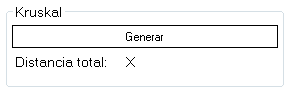 Kruskal
Generar
Distancia total: X